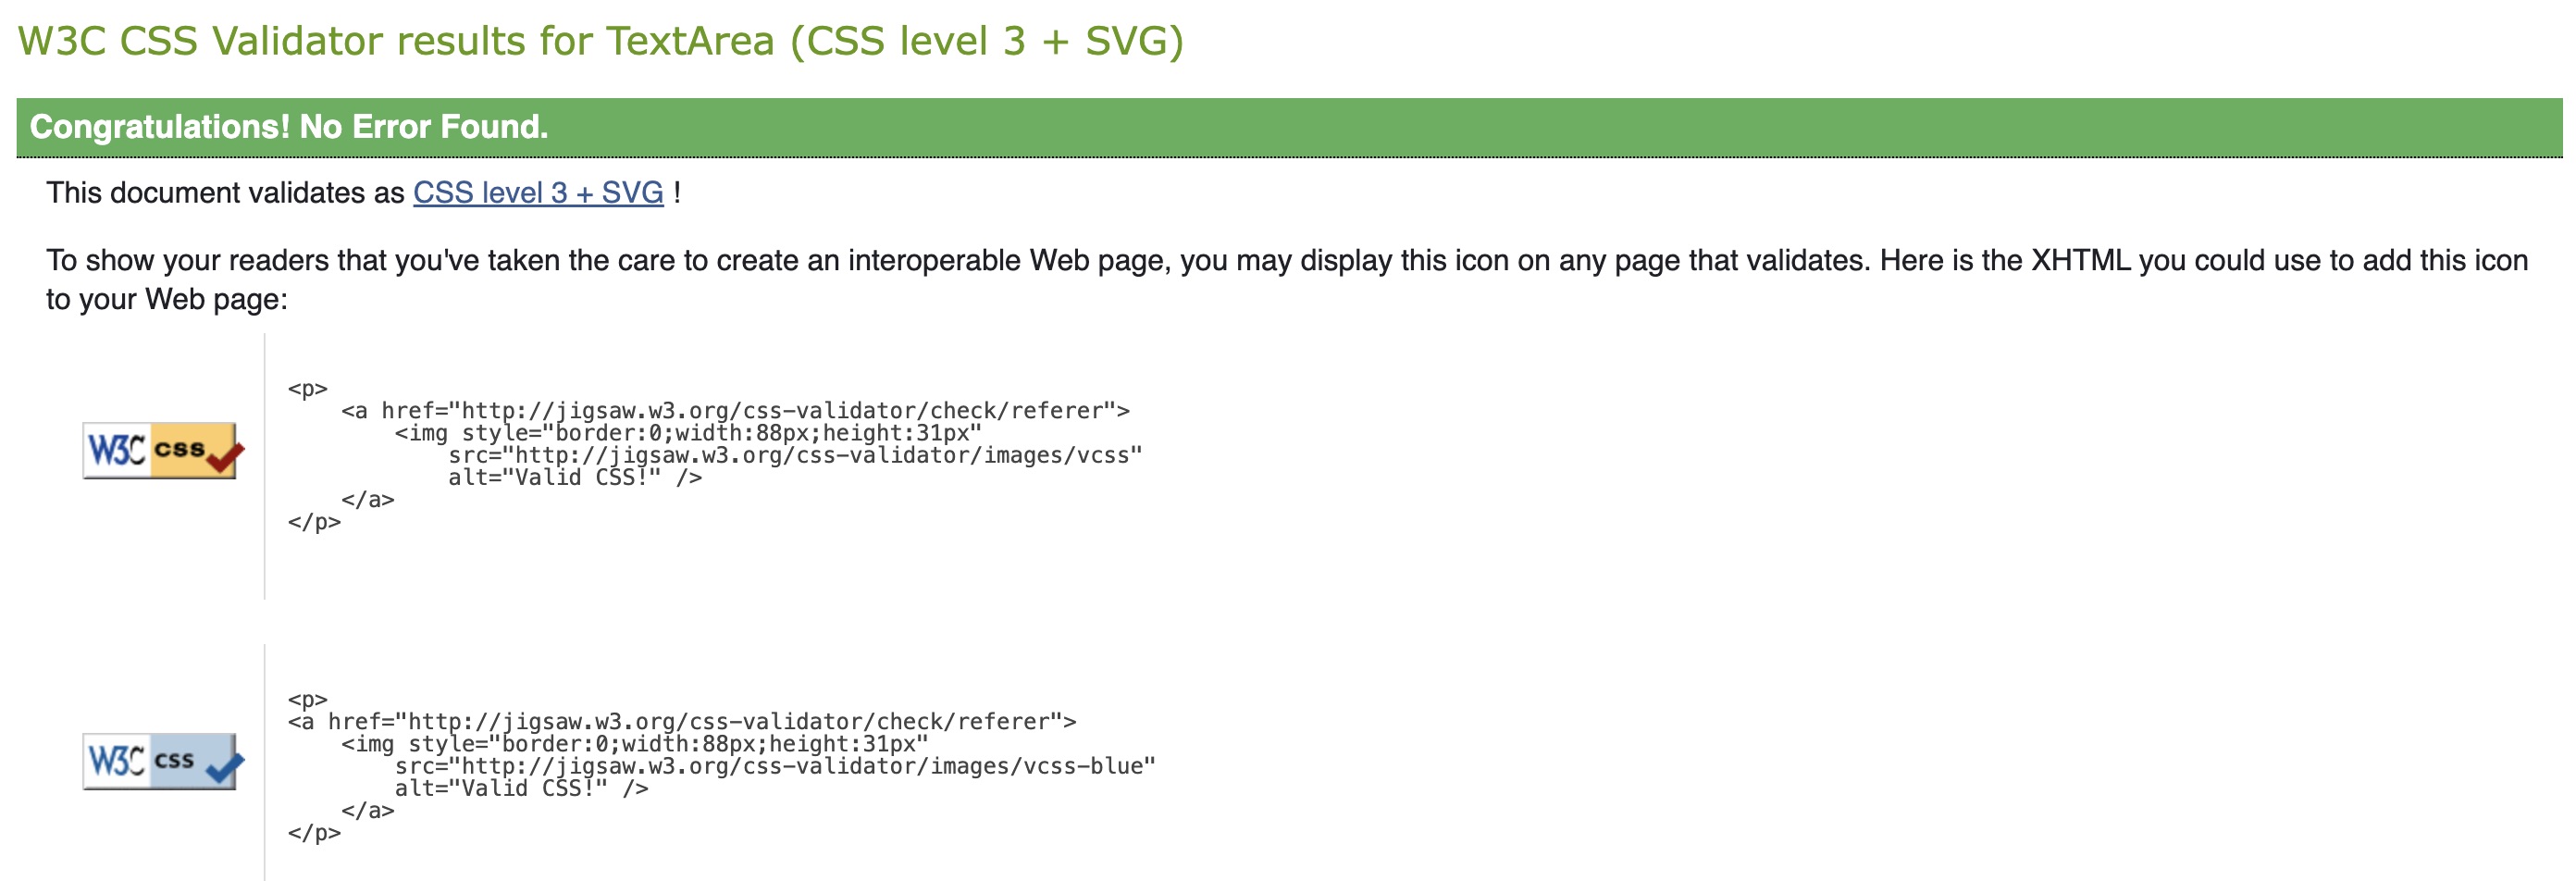 W3C CSS Validator results for TextArea (CSS level 3 + SVG)
Congratulations! No Error Found.
This document validates as CSS level 3 + SVG !
To show your readers that you've taken the care to create an interoperable Web page, you may display this icon on any page that validates. Here is the XHTML you could use to add this icon
to your Web page:
W3C css
<p>
    <a href="http://jigsaw.w3.org/css-validator/check/referer">
        <img style="border:0;width:88px;height:31px"
            src="http://jigsaw.w3.org/css-validator/images/vcss"
            alt="Valid CSS!" />
    </a>
</p>
W3C css
<p>
<a href="http://jigsaw.w3.org/css-validator/check/referer">
    <img style="border:0;width:88px;height:31px"
        src="http://jigsaw.w3.org/css-validator/images/vcss-blue"
        alt="Valid CSS!" />
    </a>
</p>